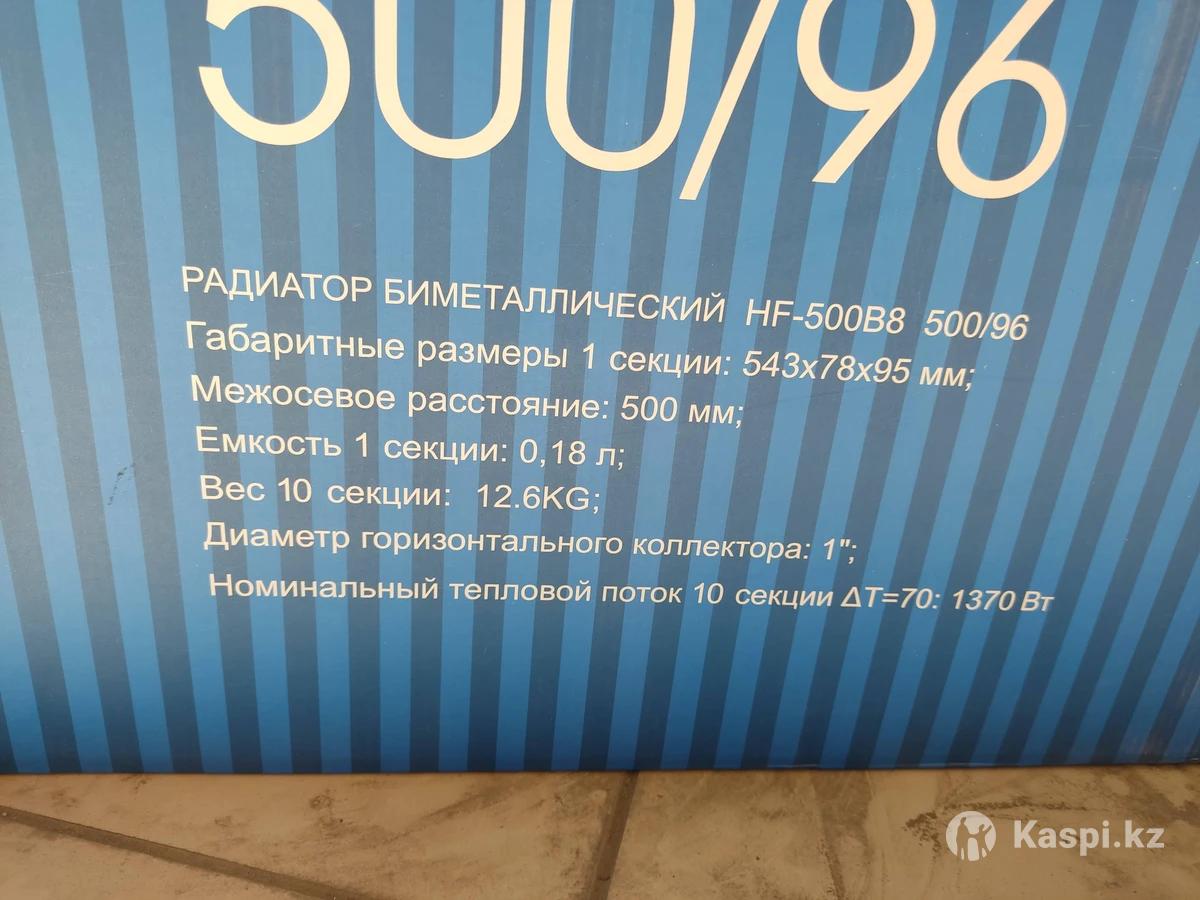 500/96
РАДИАТОР БИМЕТАЛЛИЧЕСКИЙ HF-500B8 500/96
Габаритные размеры 1 секции: 543x78x95 мм;
Межосевое расстояние: 500 мм;
Емкость 1 секции: 0,18 л;
Вес 10 секции: 12.6KG;
Диаметр горизонтального коллектора: 1";
Номинальный тепловой поток 10 секции ΔT=70: 1370 Вт
Kaspi.kz